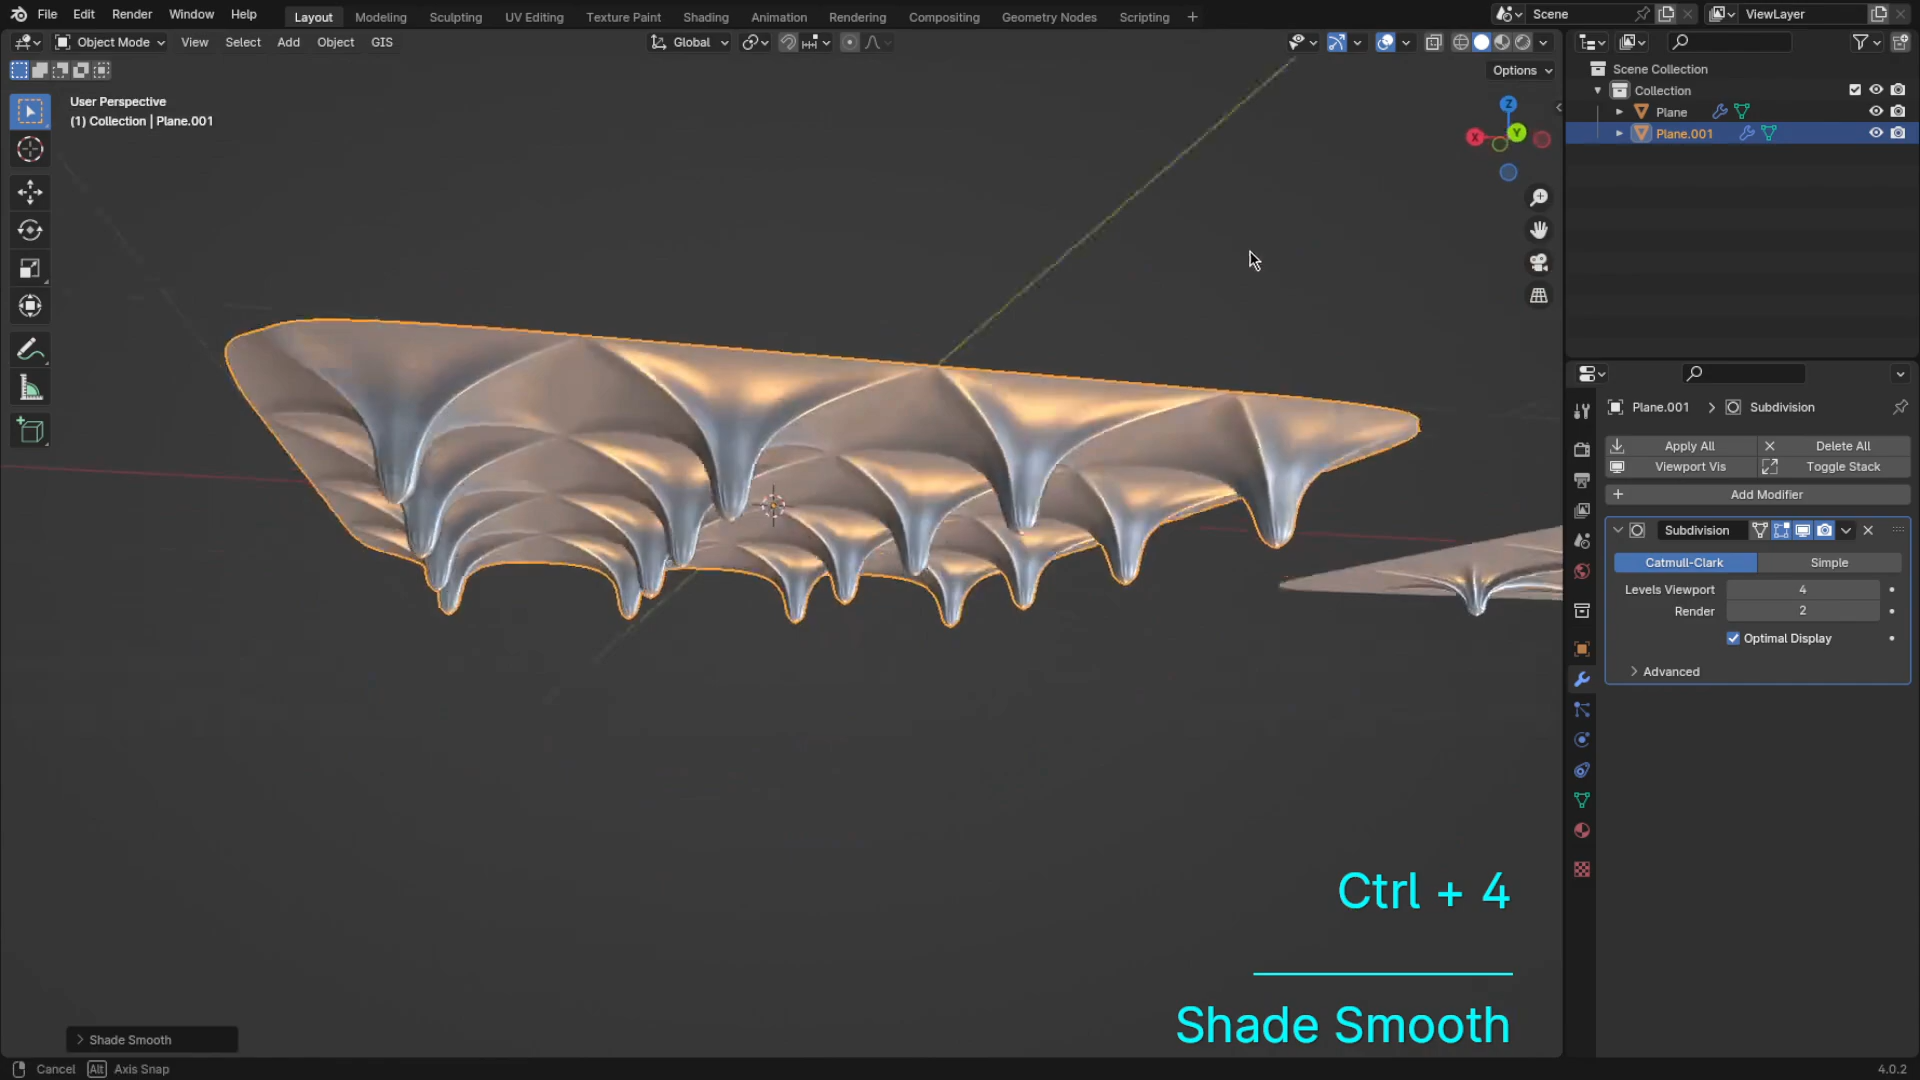 File Edit Render Window Help Layout Modeling Sculpting UV Editing Texture Paint Shading Animation Rendering Compositing Geometry Nodes Scripting + Scene ViewLayer
Object Mode View Select Add Object GIS Global
Options
User Perspective
(1) Collection | Plane.001
Z
X
Y
Scene Collection
Collection
Plane
Plane.001
Plane.001 > Subdivision
Apply All Delete All
Viewport Vis Toggle Stack
Add Modifier
Subdivision
Catmull-Clark Simple
Levels Viewport 4
Render 2
Optimal Display
Advanced
Ctrl + 4
Shade Smooth
Shade Smooth
Cancel Alt Axis Snap 4.0.2